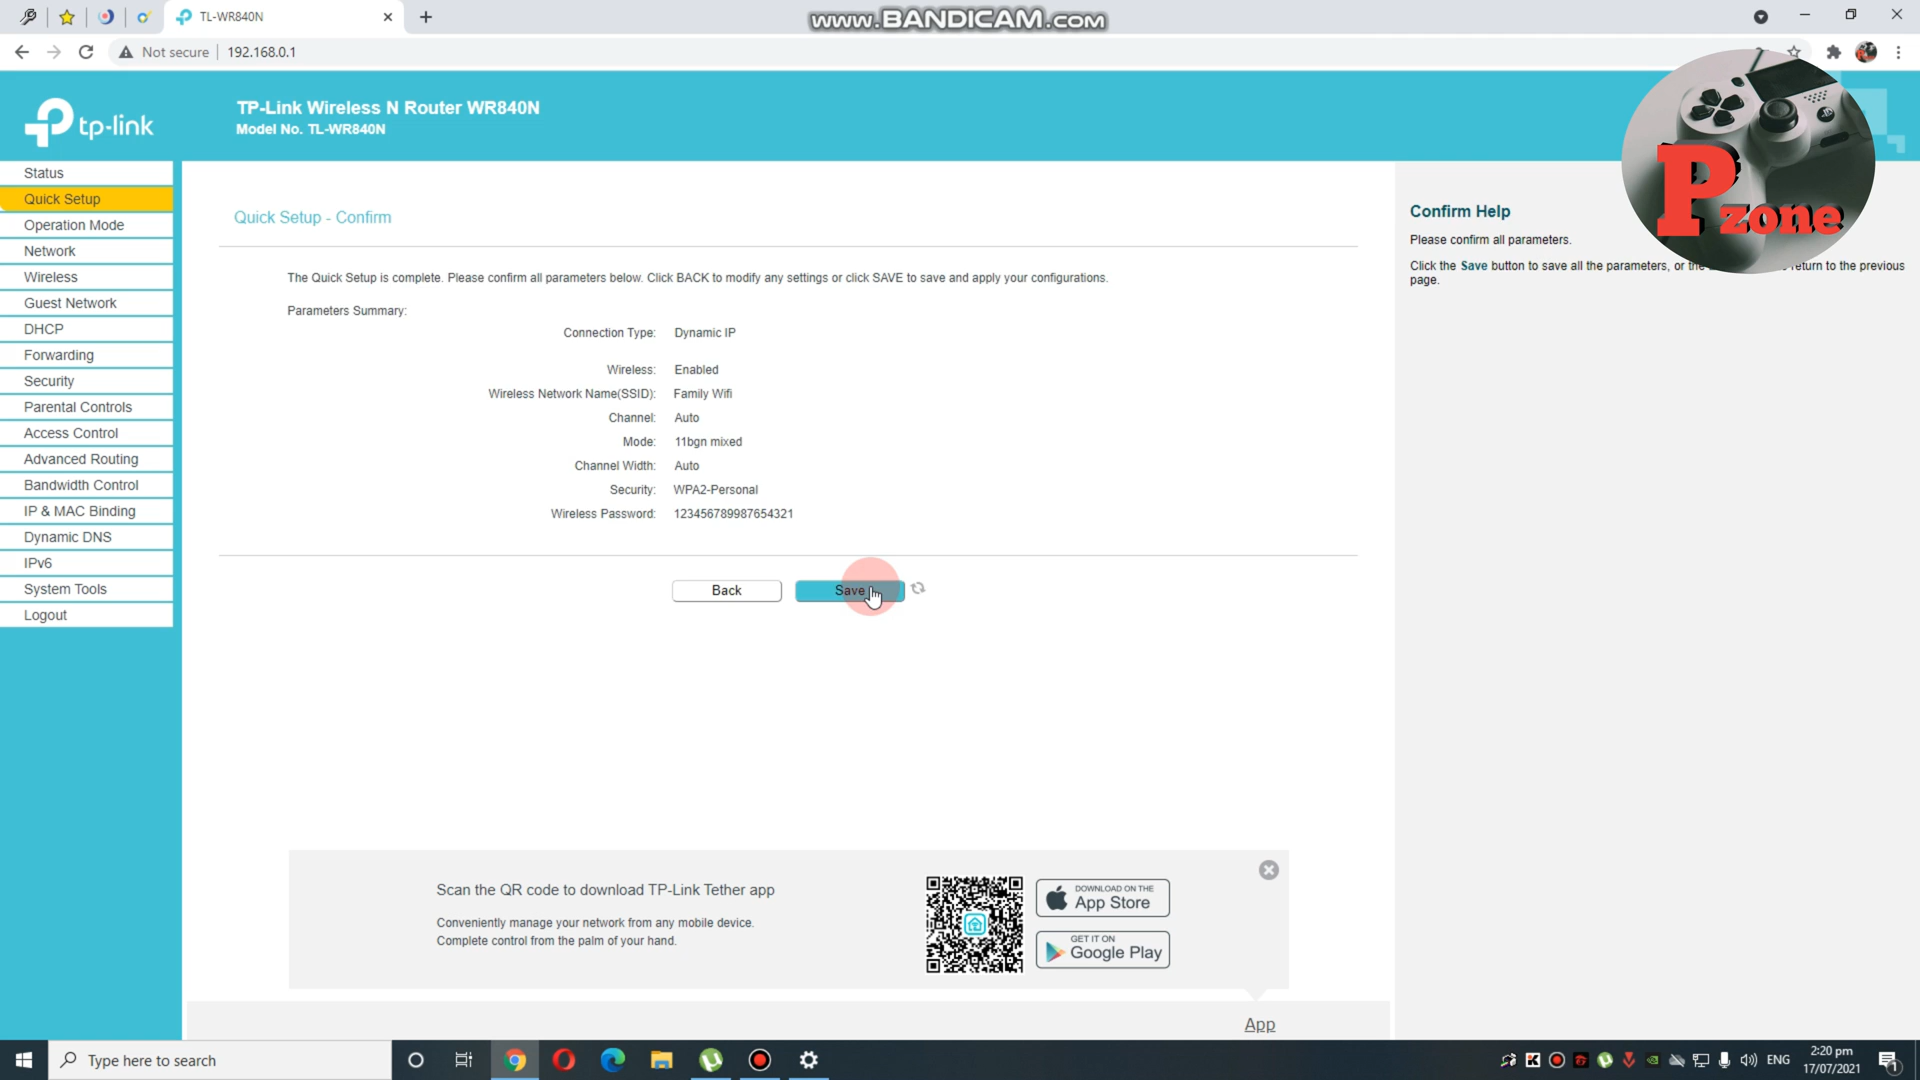 TL-WR840N
www.BANDICAM.com
Not secure
192.168.0.1
tp-link
TP-Link Wireless N Router WR840N
Model No. TL-WR840N
Pzone
Status
Quick Setup
Operation Mode
Network
Wireless
Guest Network
DHCP
Forwarding
Security
Parental Controls
Access Control
Advanced Routing
Bandwidth Control
IP & MAC Binding
Dynamic DNS
IPv6
System Tools
Logout
Quick Setup - Confirm
The Quick Setup is complete. Please confirm all parameters below. Click BACK to modify any settings or click SAVE to save and apply your configurations.
Parameters Summary:
Connection Type: Dynamic IP
Wireless: Enabled
Wireless Network Name(SSID): Family Wifi
Channel: Auto
Mode: 11bgn mixed
Channel Width: Auto
Security: WPA2-Personal
Wireless Password: 123456789987654321
Back
Save
Confirm Help
Please confirm all parameters.
Click the Save button to save all the parameters, or the return to the previous
page.
Scan the QR code to download TP-Link Tether app
Conveniently manage your network from any mobile device.
Complete control from the palm of your hand.
DOWNLOAD ON THE
App Store
GET IT ON
Google Play
App
Type here to search
ENG
2:20 pm
17/07/2021
1